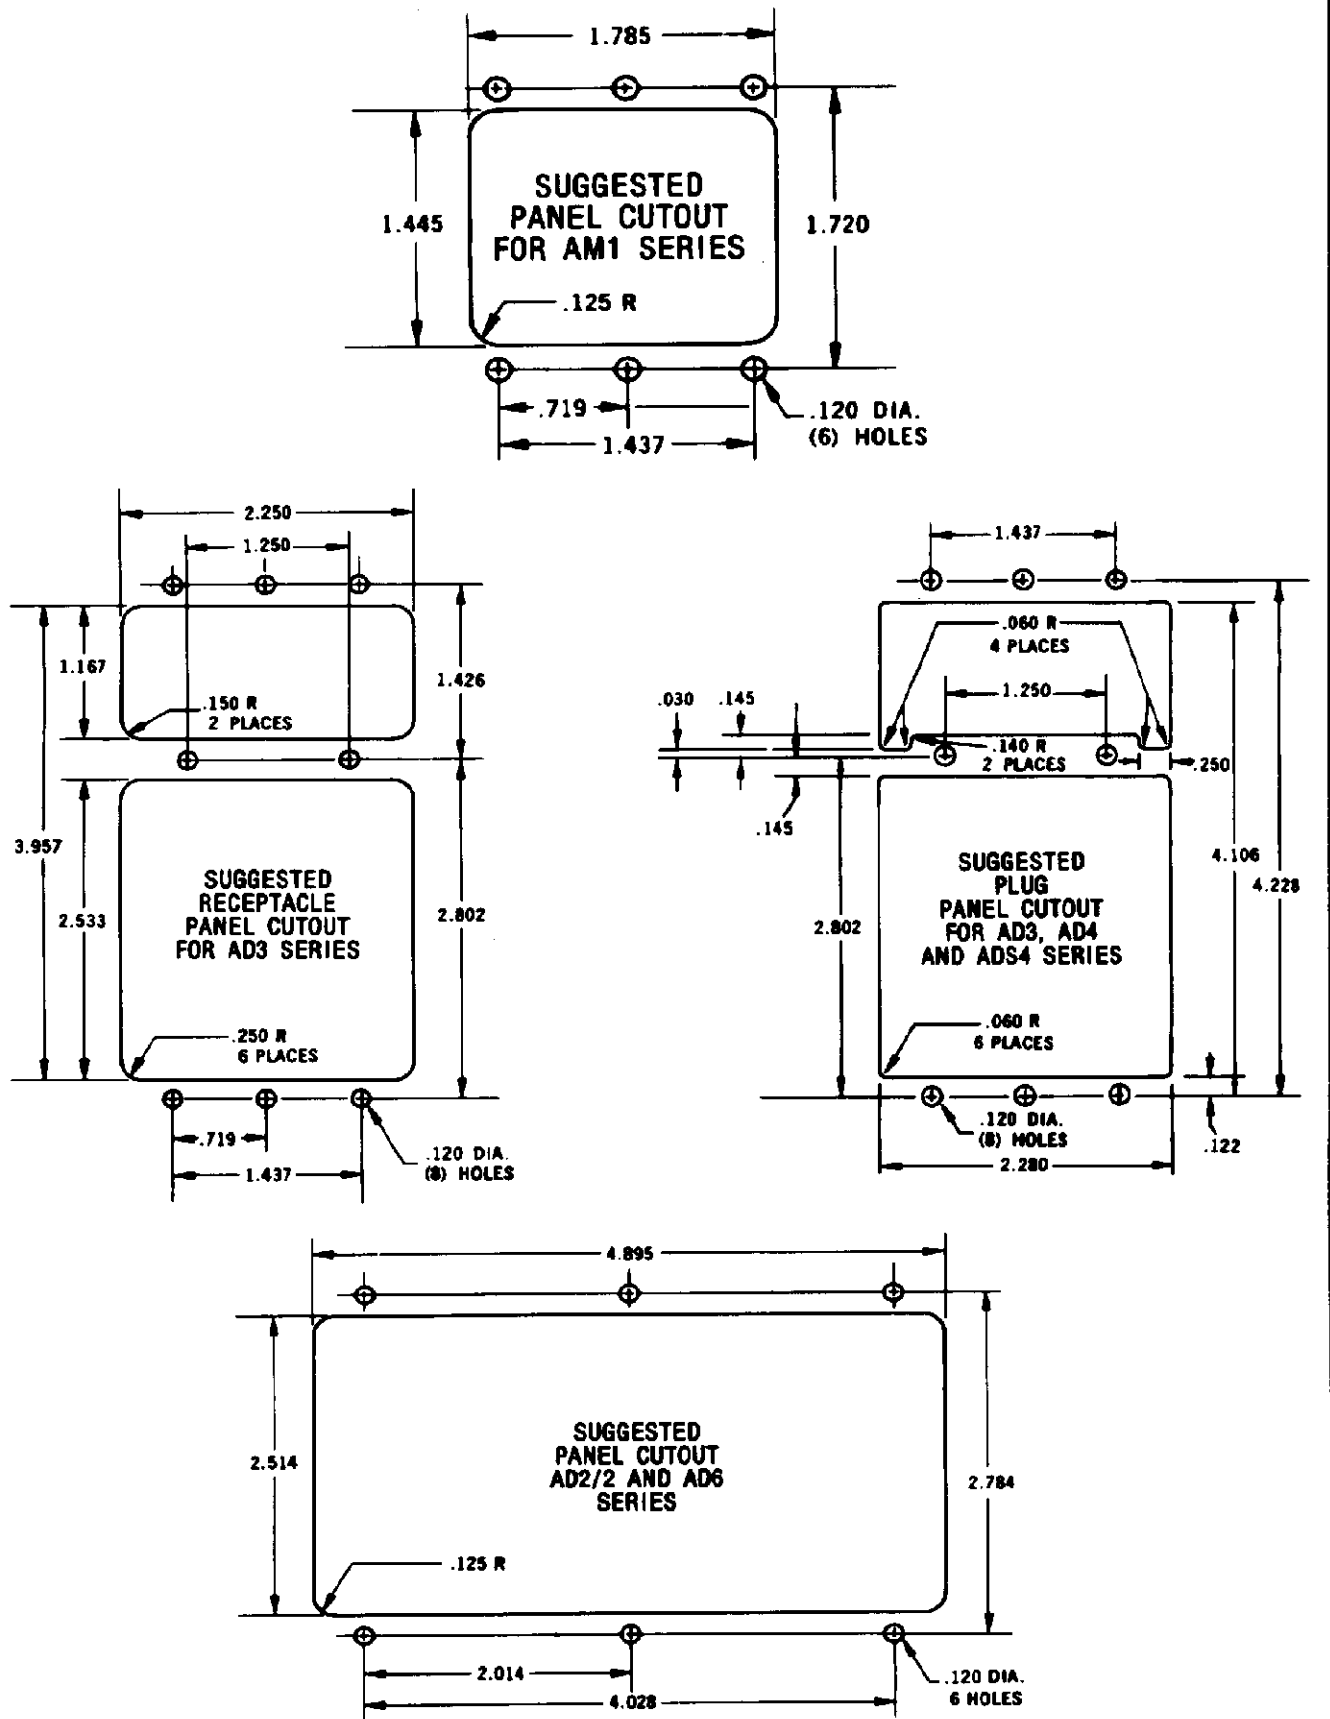 1.785
SUGGESTED
PANEL CUTOUT
FOR AM1 SERIES
1.445
1.720
.125 R
.719
1.437
.120 DIA.
(6) HOLES
2.250
1.250
1.167
1.426
.150 R
2 PLACES
3.957
2.533
2.802
SUGGESTED
RECEPTACLE
PANEL CUTOUT
FOR AD3 SERIES
.250 R
6 PLACES
.719
1.437
.120 DIA.
(8) HOLES
1.437
.060 R
4 PLACES
1.250
.030
.145
.140 R
2 PLACES
.250
.145
4.106
4.228
2.802
SUGGESTED
PLUG
PANEL CUTOUT
FOR AD3, AD4
AND ADS4 SERIES
.060 R
6 PLACES
.120 DIA.
(8) HOLES
.122
2.280
4.895
2.514
2.784
SUGGESTED
PANEL CUTOUT
AD2/2 AND AD6
SERIES
.125 R
2.014
4.028
.120 DIA.
6 HOLES